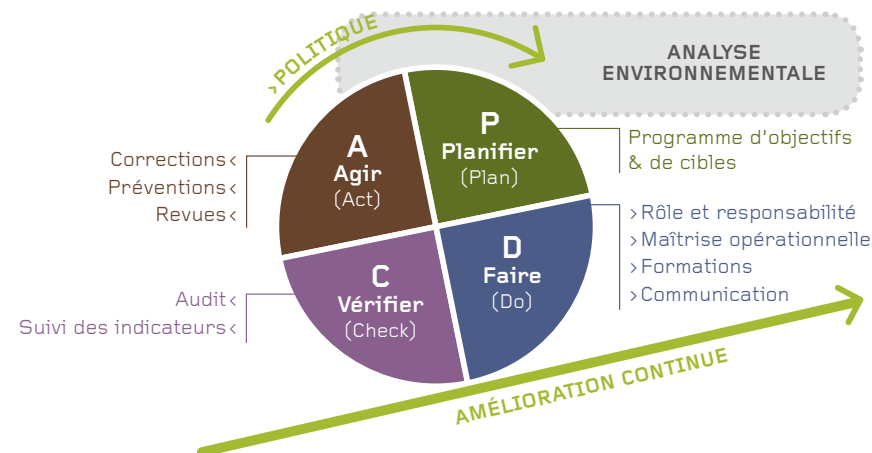 >POLITIQUE
ANALYSE
ENVIRONNEMENTALE
P
Planifier
(Plan)
Programme d'objectifs
& de cibles
A
Agir
(Act)
Corrections<
Préventions<
Revues<
D
Faire
(Do)
>Rôle et responsabilité
>Maîtrise opérationnelle
>Formations
>Communication
C
Vérifier
(Check)
Audit<
Suivi des indicateurs<
AMÉLIORATION CONTINUE